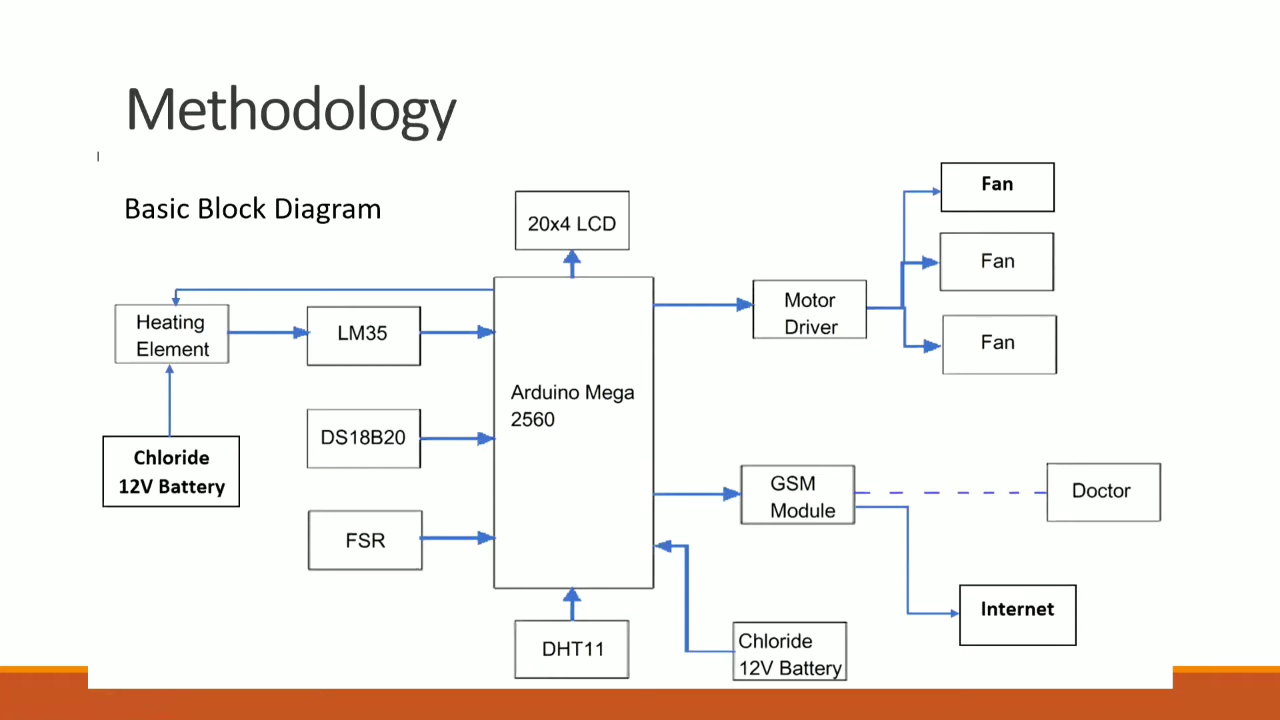 Methodology
Basic Block Diagram
20x4 LCD
Fan
Fan
Fan
Motor
Driver
Heating
Element
LM35
Arduino Mega
2560
DS18B20
Chloride
12V Battery
FSR
GSM
Module
Doctor
Internet
DHT11
Chloride
12V Battery